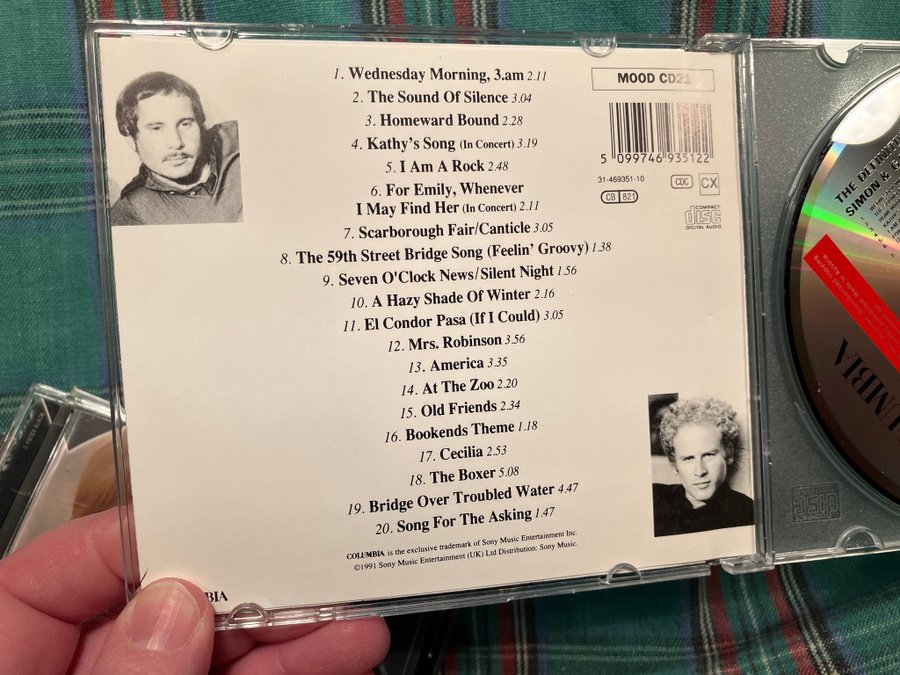 1. Wednesday Morning, 3.am 2.11
2. The Sound Of Silence 3.04
3. Homeward Bound 2.28
4. Kathy's Song (In Concert) 3.19
5. I Am A Rock 2.48
6. For Emily, Whenever
I May Find Her (In Concert) 2.11
7. Scarborough Fair/Canticle 3.05
8. The 59th Street Bridge Song (Feelin' Groovy) 1.38
9. Seven O'Clock News/Silent Night 1.56
10. A Hazy Shade Of Winter 2.16
11. El Condor Pasa (If I Could) 3.05
12. Mrs. Robinson 3.56
13. America 3.35
14. At The Zoo 2.20
15. Old Friends 2.34
16. Bookends Theme 1.18
17. Cecilia 2.53
18. The Boxer 5.08
19. Bridge Over Troubled Water 4.47
20. Song For The Asking 1.47
COLUMBIA is the exclusive trademark of Sony Music Entertainment Inc.
©1991 Sony Music Entertainment (UK) Ltd Distribution: Sony Music.
BIA
MOOD CD21
5 099746 935122
31-469351-10
CDC CX
CB 821
COMPACT
disc
DIGITAL AUDIO
THE DEFINITI
SIMON & G
Made in Austria
UMBIA
disc